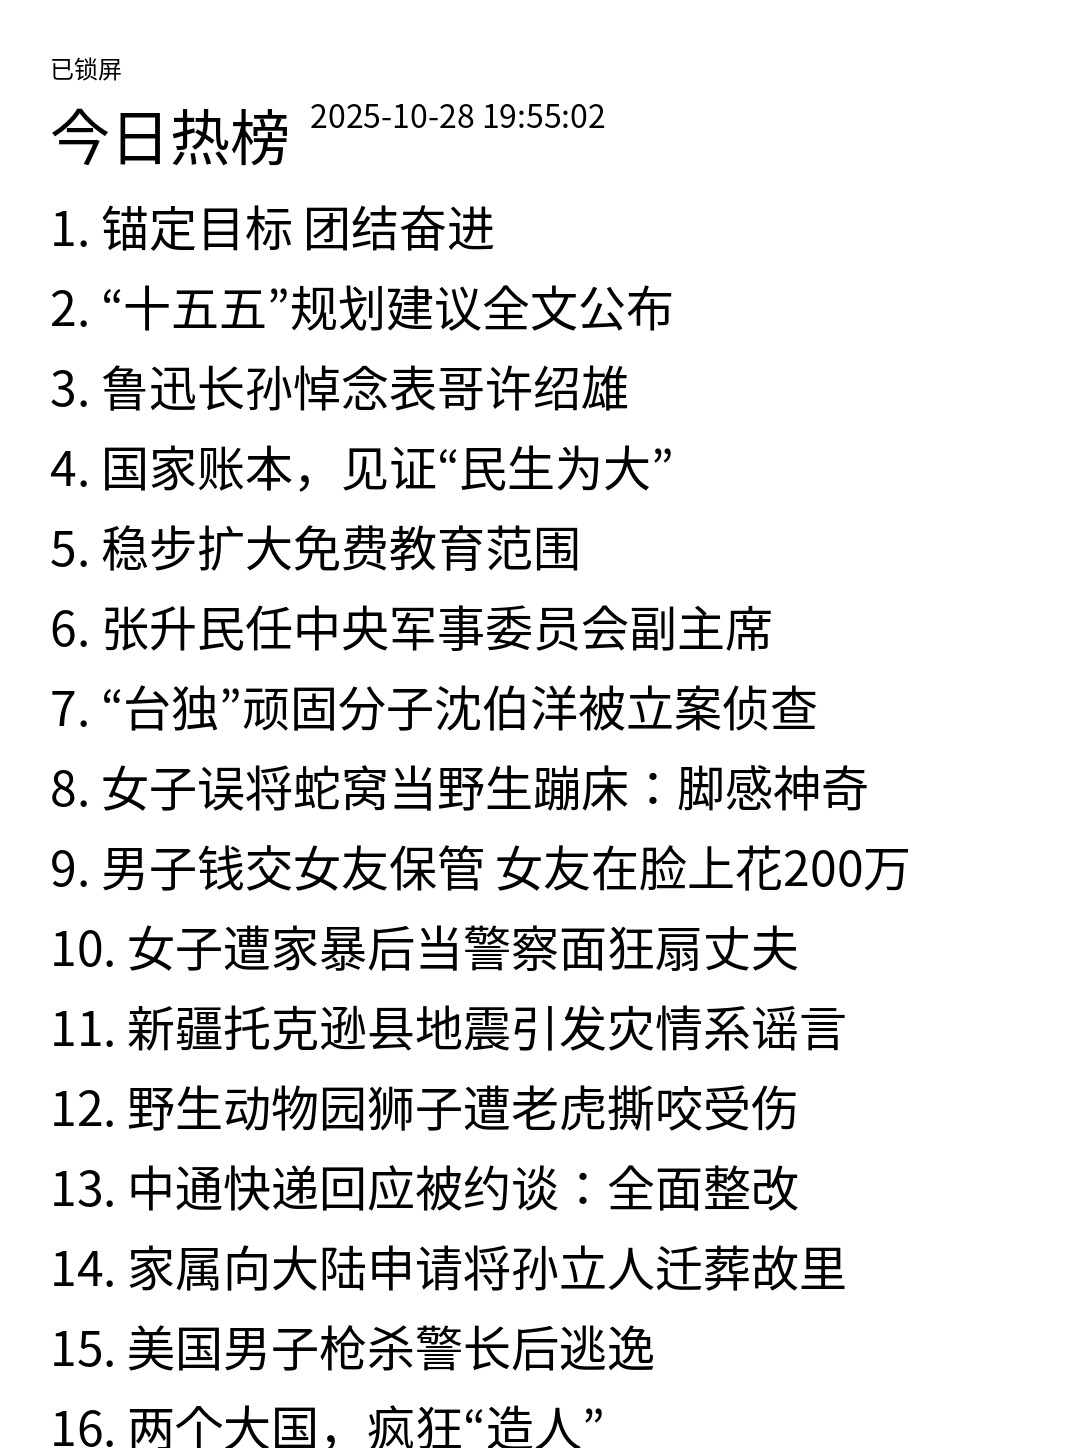 已锁屏
今日热榜 2025-10-28 19:55:02
1. 锚定目标 团结奋进
2. “十五五”规划建议全文公布
3. 鲁迅长孙悼念表哥许绍雄
4. 国家账本，见证“民生为大”
5. 稳步扩大免费教育范围
6. 张升民任中央军事委员会副主席
7. “台独”顽固分子沈伯洋被立案侦查
8. 女子误将蛇窝当野生蹦床：脚感神奇
9. 男子钱交女友保管 女友在脸上花200万
10. 女子遭家暴后当警察面狂扇丈夫
11. 新疆托克逊县地震引发灾情系谣言
12. 野生动物园狮子遭老虎撕咬受伤
13. 中通快递回应被约谈：全面整改
14. 家属向大陆申请将孙立人迁葬故里
15. 美国男子枪杀警长后逃逸
16. 两个大国，疯狂“造人”